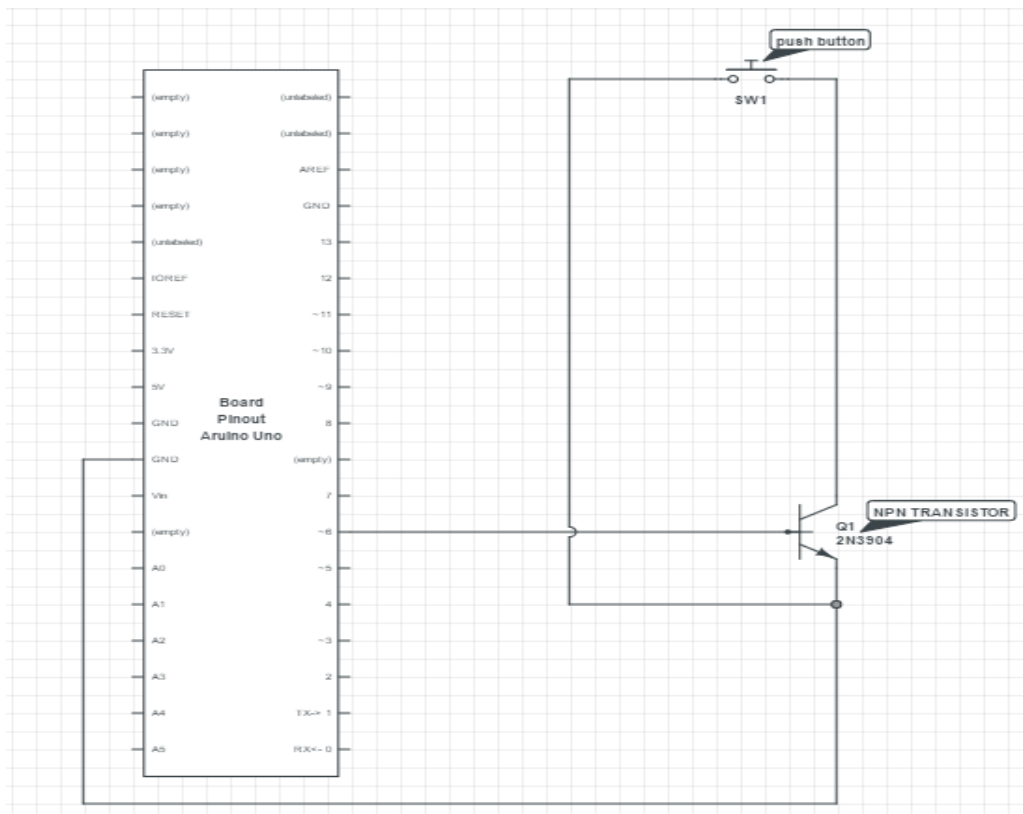 push button
SW1
(empty)
(unlabeled)
(empty)
(unlabeled)
(empty)
AREF
(empty)
GND
(unlabeled)
13
IOREF
12
RESET
~11
3.3V
~10
5V
~9
Board
Pinout
Aruino Uno
GND
8
GND
(empty)
Vin
7
(empty)
~6
A0
~5
A1
4
A2
~3
A3
2
A4
TX-> 1
A5
RX<- 0
NPN TRANSISTOR
Q1
2N3904